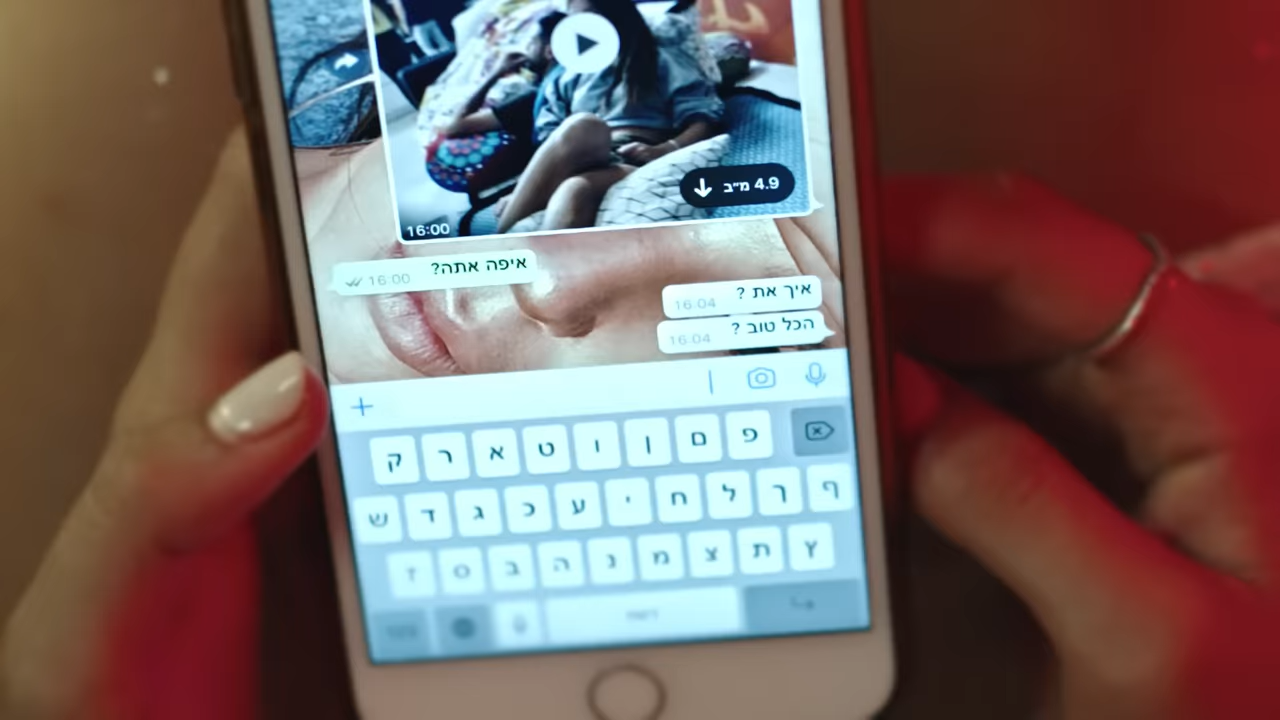 4.9 מ״ב
16:00
איפה אתה?
16:00
איך את ?
16:04
הכל טוב ?
16:04
ק ר א ט ו ן ם פ
ש ד ג כ ע י ח ל ך ף
ז ס ב ה נ מ צ ת ץ